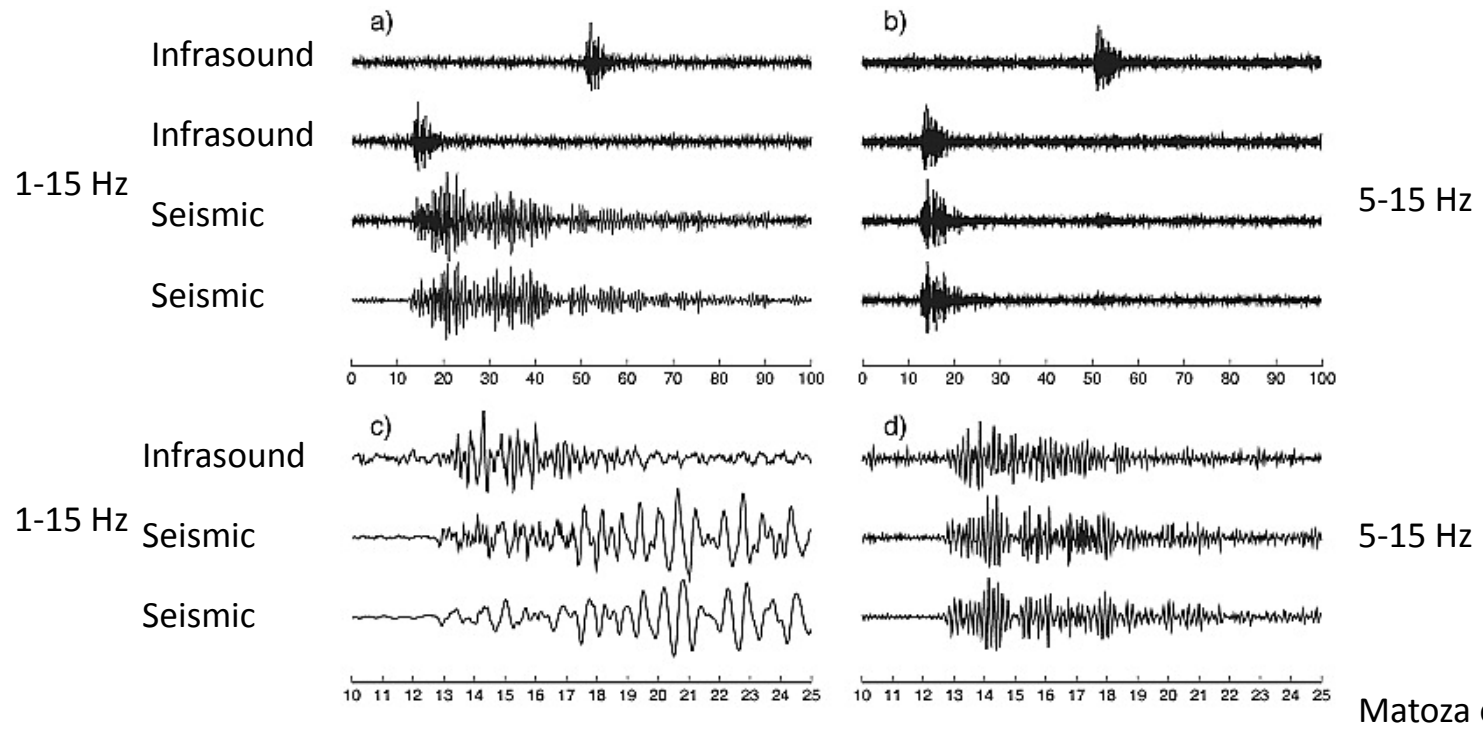 a)
b)
Infrasound
Infrasound
1-15 Hz
Seismic
5-15 Hz
Seismic
0 10 20 30 40 50 60 70 80 90 100
0 10 20 30 40 50 60 70 80 90 100
c)
d)
Infrasound
1-15 Hz
Seismic
5-15 Hz
Seismic
10 11 12 13 14 15 16 17 18 19 20 21 22 23 24 25
10 11 12 13 14 15 16 17 18 19 20 21 22 23 24 25
Matoza